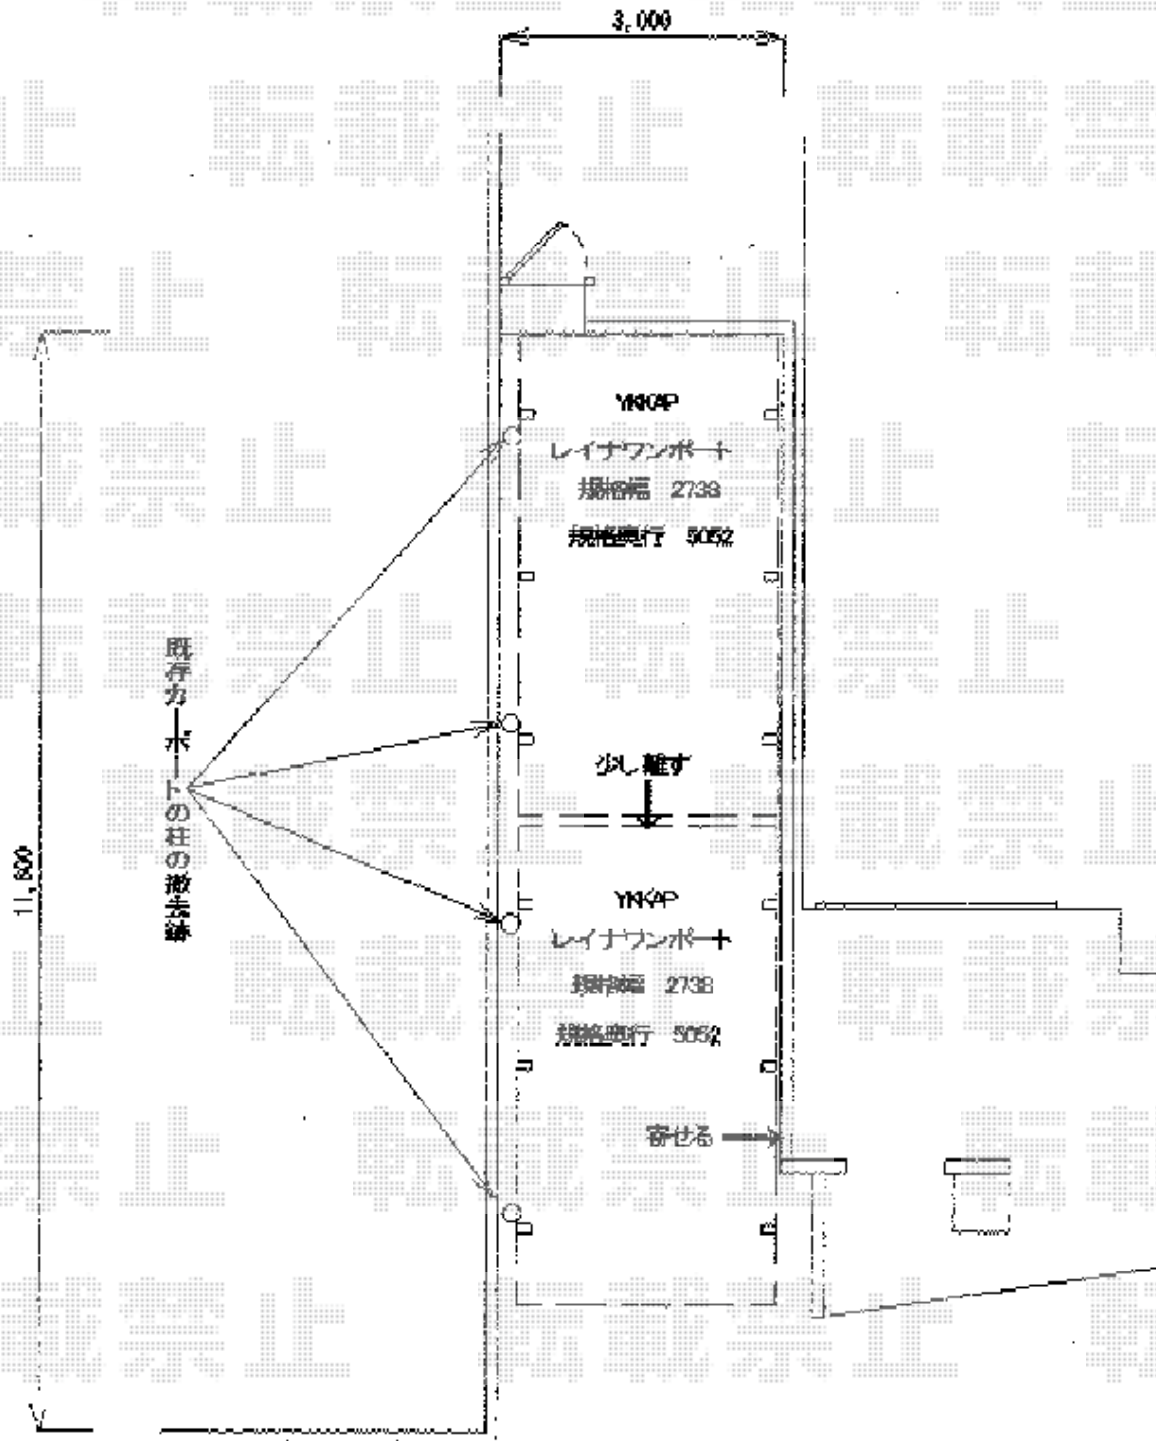 3,000
YKKAP
レイナワンポート
規格幅 2738
規格奥行 5052
既存カーポートの柱の撤去跡
少し離す
11,800
YKKAP
レイナワンポート
規格幅 2738
規格奥行 5052
寄せる
転載禁止